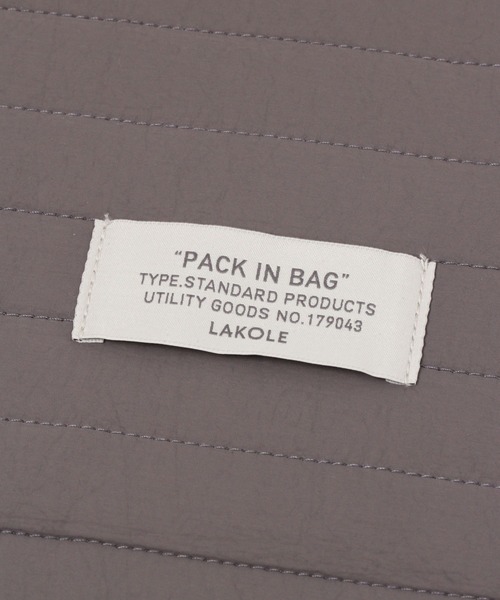 “PACK IN BAG”
TYPE.STANDARD PRODUCTS
UTILITY GOODS NO.179043
LAKOLE